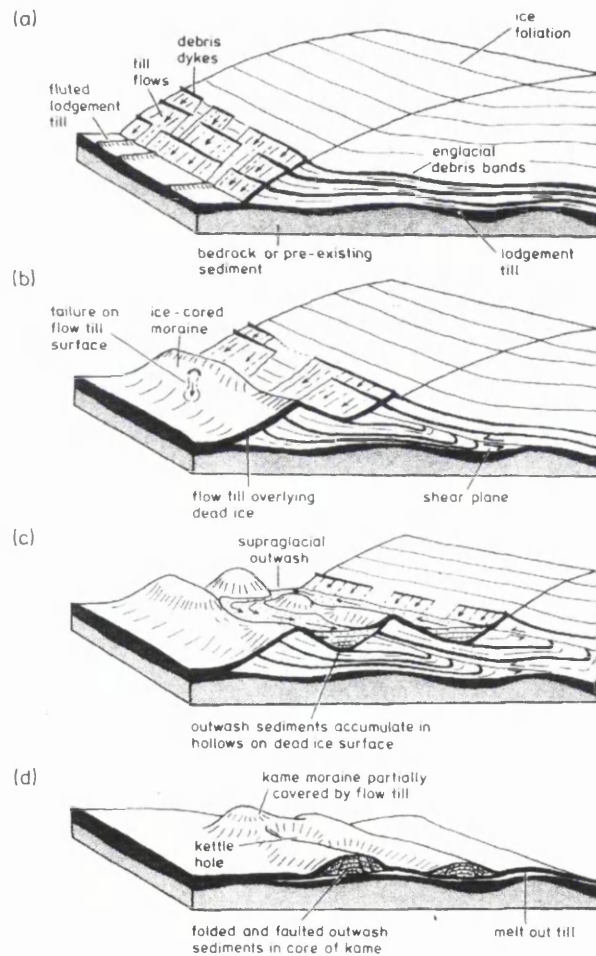 (a)
ice
foliation
debris
dykes
till
flows
fluted
lodgement
till
englacial
debris bands
bedrock or pre-existing
sediment
lodgement
till
(b)
failure on
flow till
surface
ice-cored
moraine
flow till overlying
dead ice
shear plane
(c)
supraglacial
outwash
outwash sediments accumulate in
hollows on dead ice surface
(d)
kame moraine partially
covered by flow till
kettle
hole
folded and faulted outwash
sediments in core of kame
melt out till